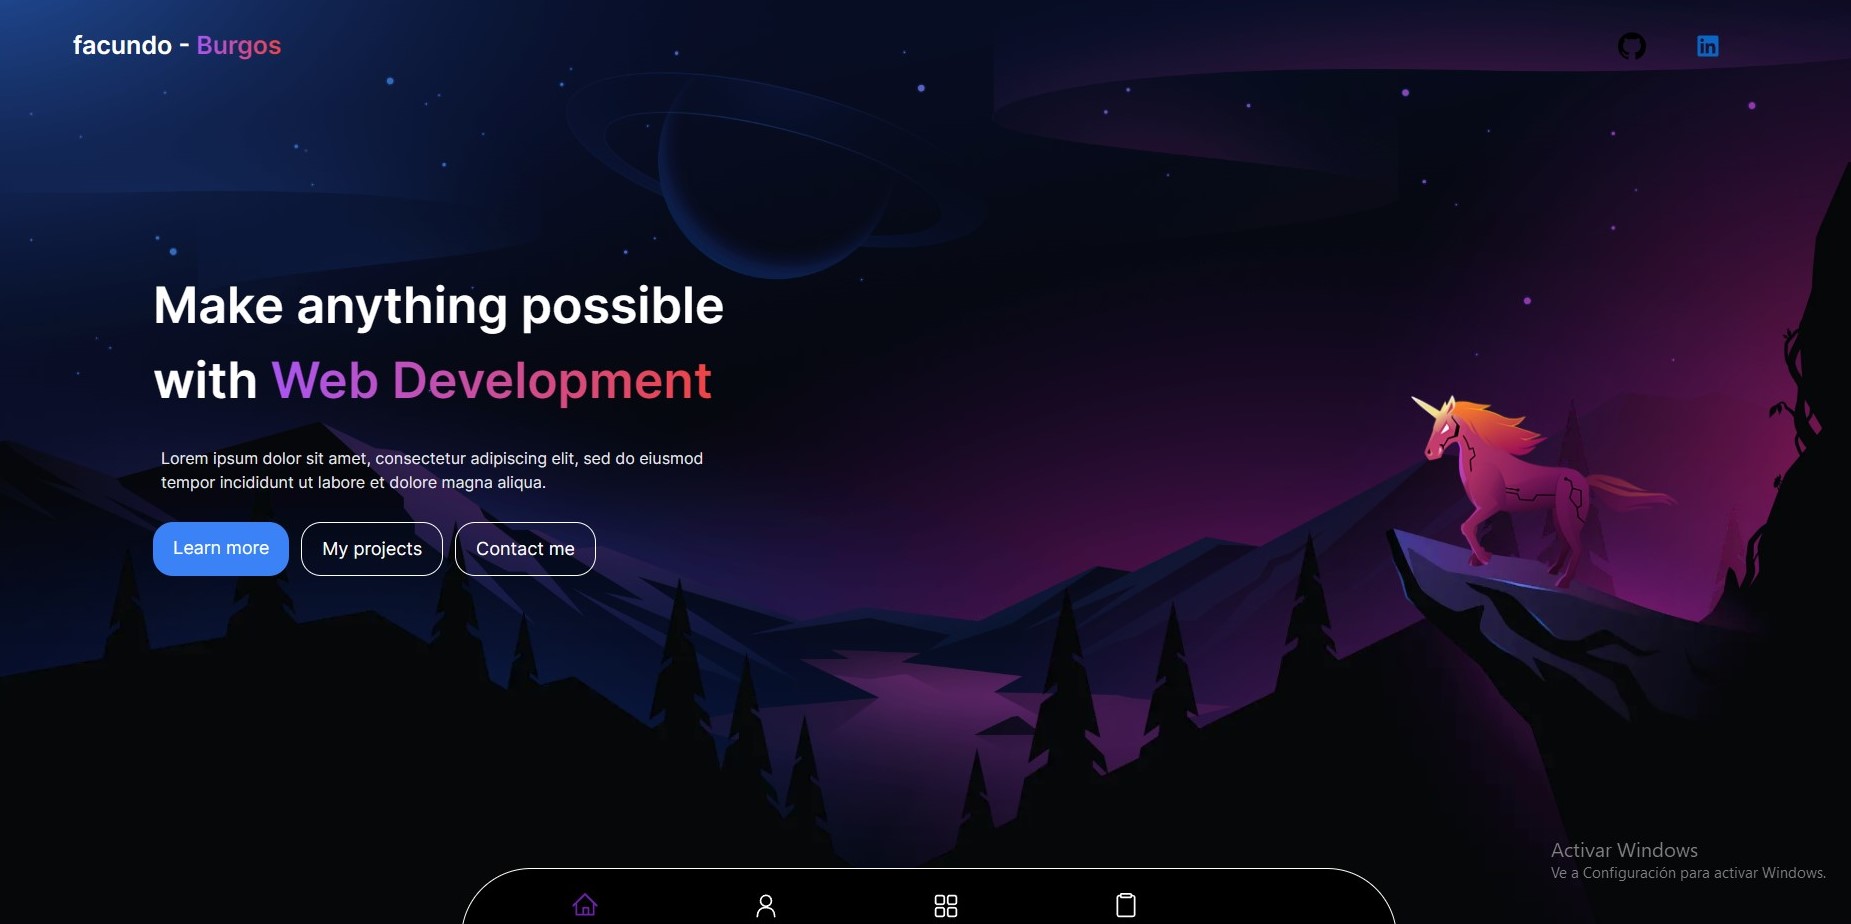 facundo - Burgos
Make anything possible
with Web Development
Lorem ipsum dolor sit amet, consectetur adipiscing elit, sed do eiusmod
tempor incididunt ut labore et dolore magna aliqua.
Learn more
My projects
Contact me
Activar Windows
Ve a Configuración para activar Windows.